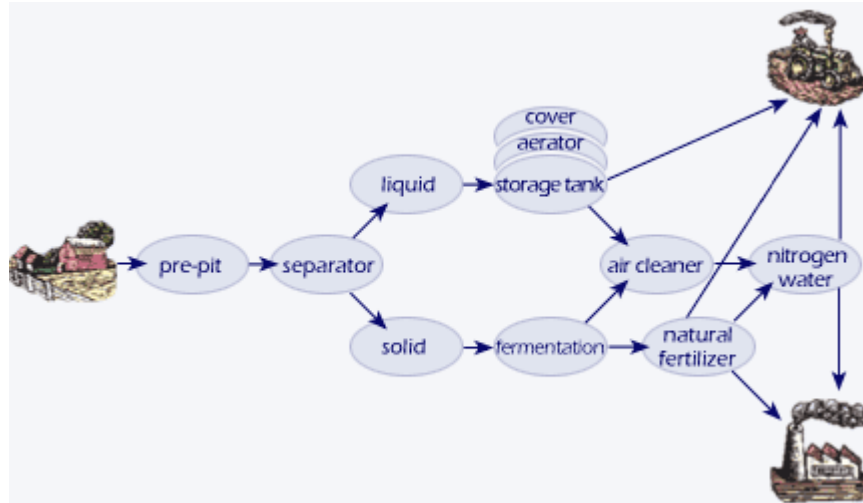 cover
aerator
storage tank
liquid
pre-pit
separator
air cleaner
nitrogen
water
solid
fermentation
natural
fertilizer